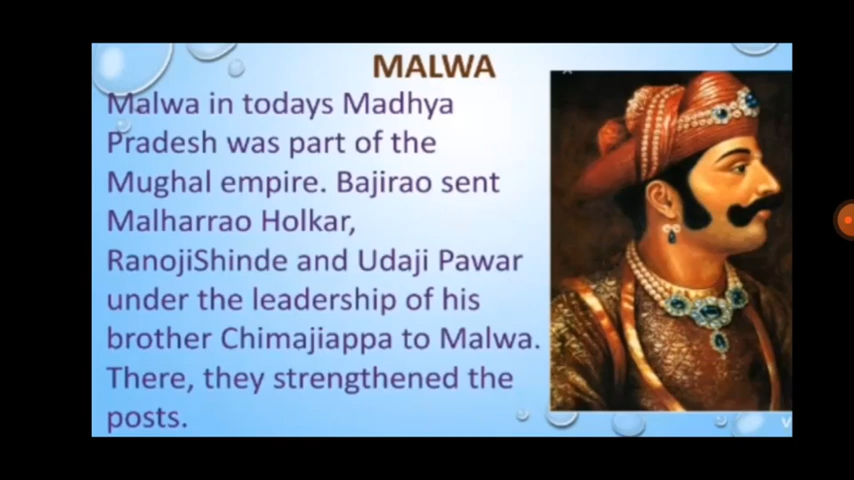 MALWA
Malwa in todays Madhya
Pradesh was part of the
Mughal empire. Bajirao sent
Malharrao Holkar,
RanojiShinde and Udaji Pawar
under the leadership of his
brother Chimajiappa to Malwa.
There, they strengthened the
posts.